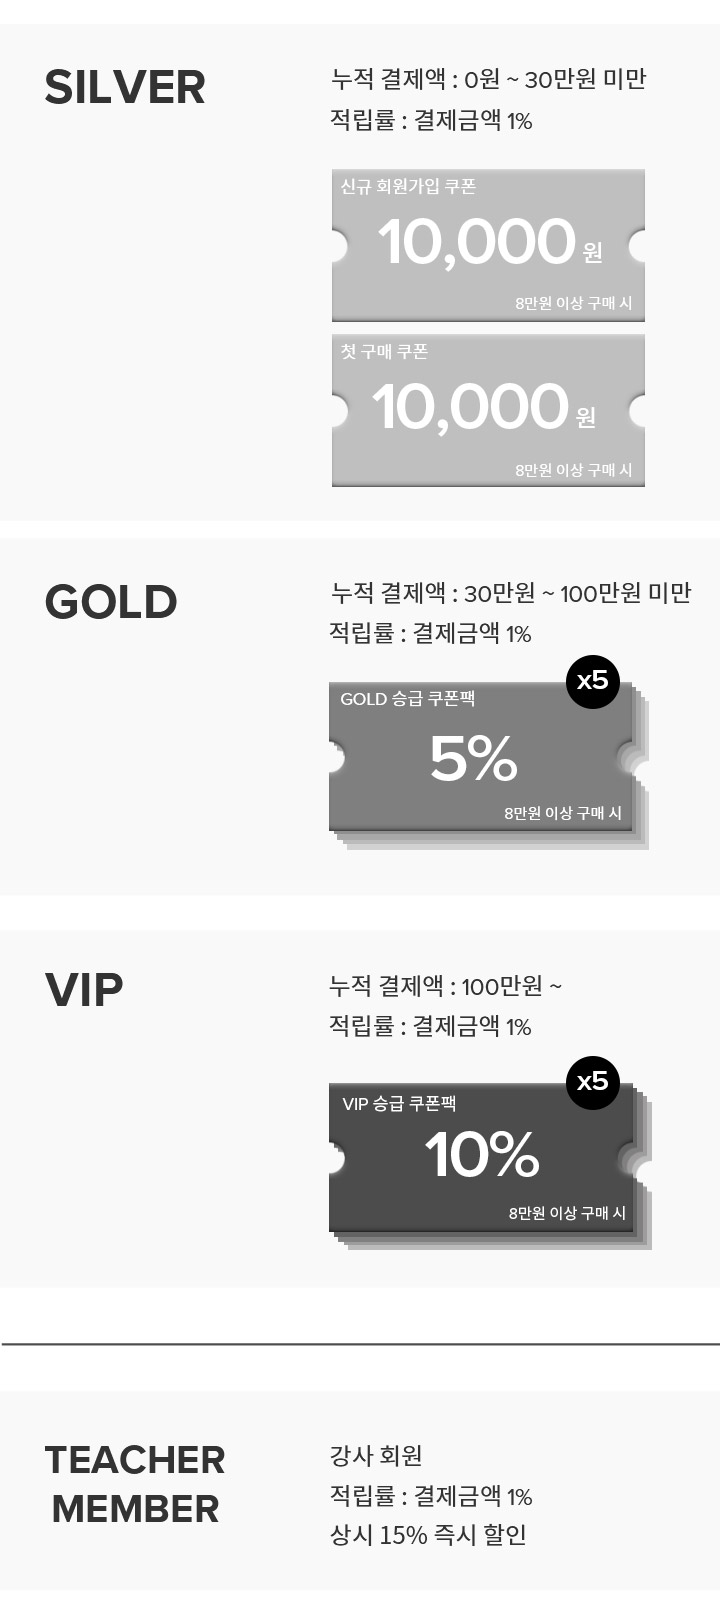 SILVER
누적 결제액 : 0원 ~ 30만원 미만
적립률 : 결제금액 1%
신규 회원가입 쿠폰
10,000 원
8만원 이상 구매 시
첫 구매 쿠폰
10,000 원
8만원 이상 구매 시
GOLD
누적 결제액 : 30만원 ~ 100만원 미만
적립률 : 결제금액 1%
x5
GOLD 승급 쿠폰팩
5%
8만원 이상 구매 시
VIP
누적 결제액 : 100만원 ~
적립률 : 결제금액 1%
x5
VIP 승급 쿠폰팩
10%
8만원 이상 구매 시
TEACHER
MEMBER
강사 회원
적립률 : 결제금액 1%
상시 15% 즉시 할인